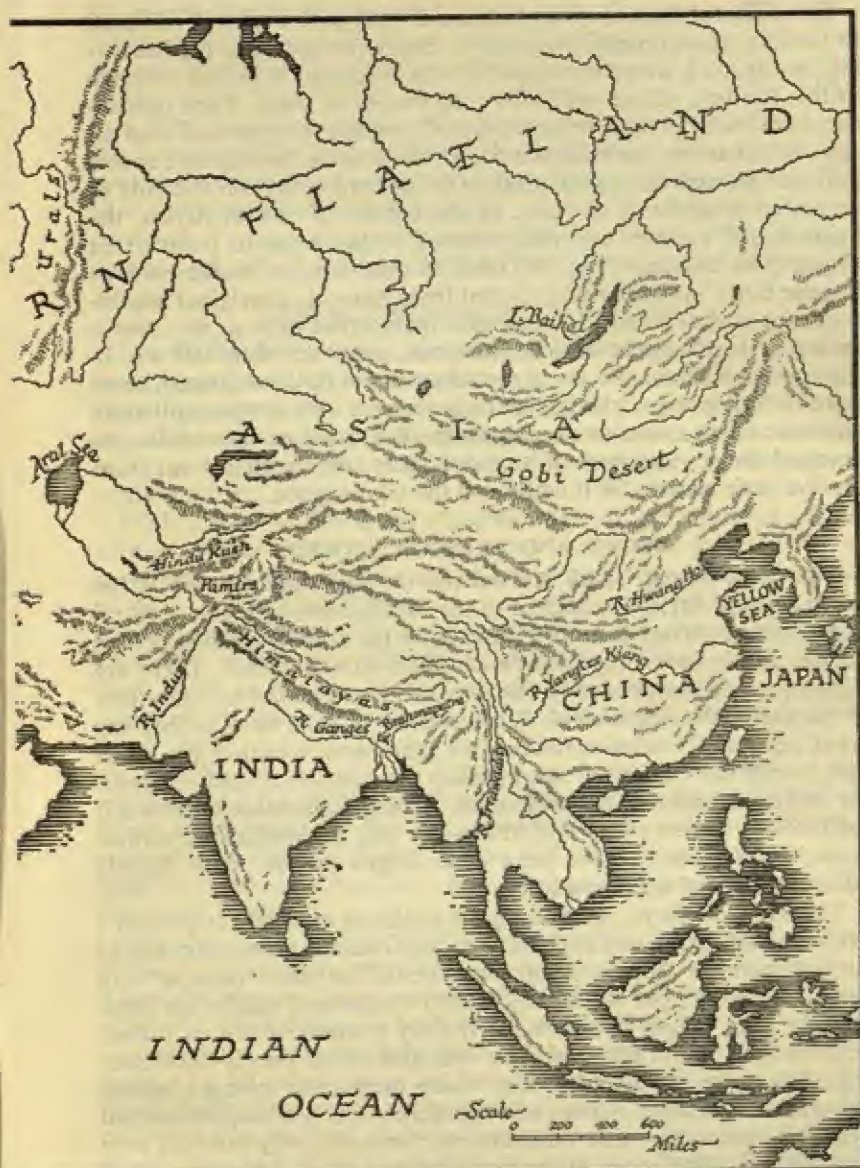 Urals
R N
F L A T L A N D
L. Baikal
A S I A
Gobi Desert
Aral Sea
Hindu Kush
Pamirs
R. Hwang Ho
YELLOW
SEA
Himalayas
R. Yangtze Kiang
CHINA
JAPAN
R. Indus
R. Ganges
Brahmaputra
INDIA
INDIAN
OCEAN
Scale
0 200 400 600
Miles